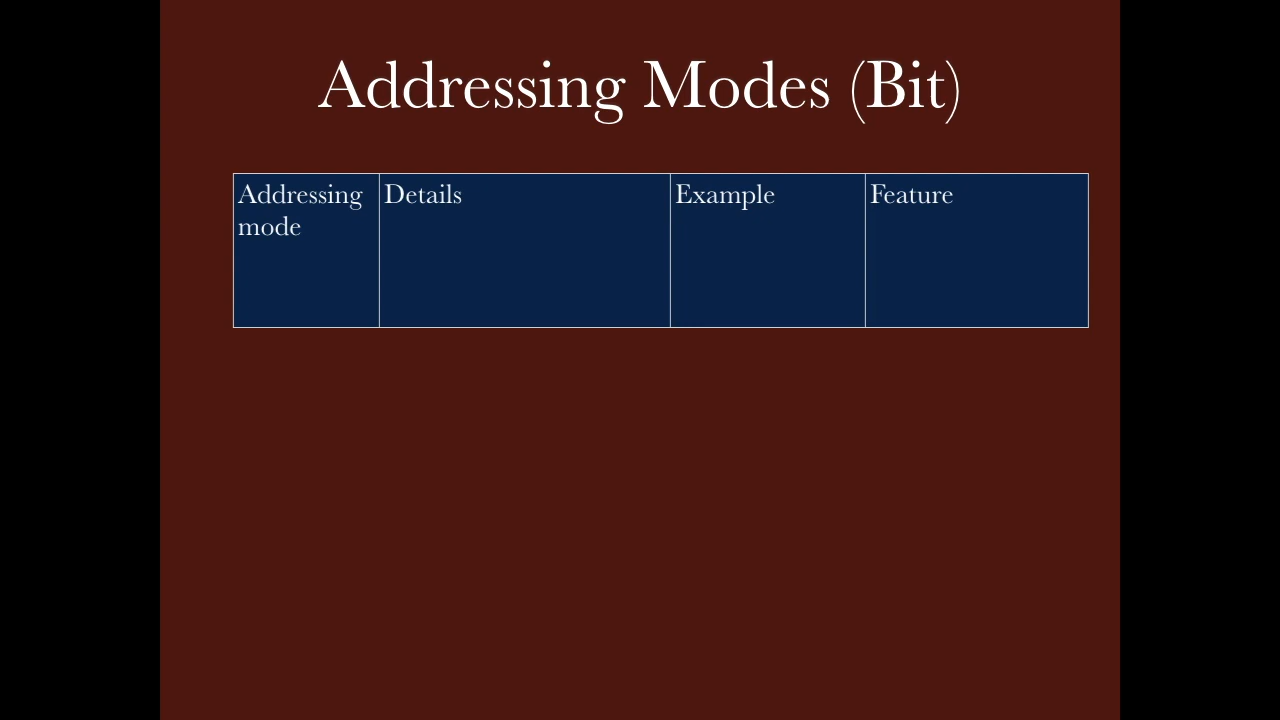 Addressing Modes (Bit)
Addressing
mode
Details
Example
Feature